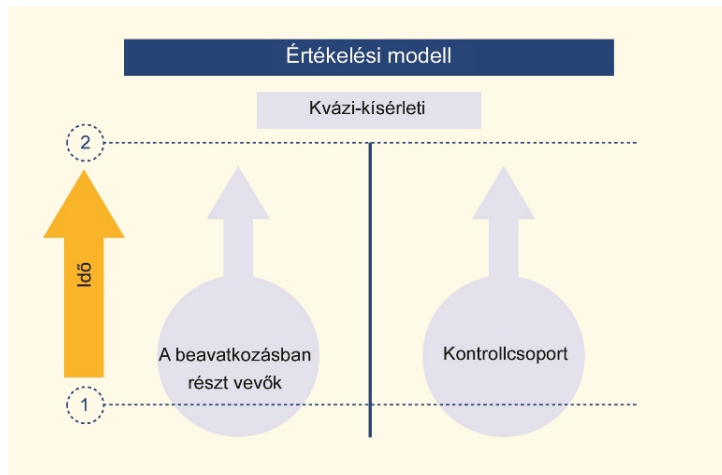 Értékelési modell
Kvázi-kísérleti
2
Idő
A beavatkozásban
részt vevők
Kontrollcsoport
1